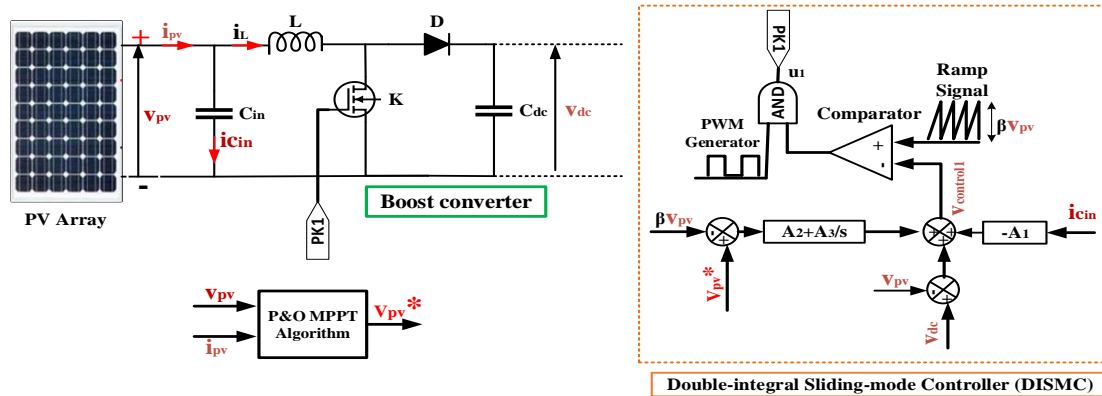 +
ipv
iL
L
D
vpv
Cin
icin
K
Cdc
vdc
-
PV Array
PK1
Boost converter
vpv
ipv
P&O MPPT
Algorithm
Vpv*
PK1
u1
AND
PWM
Generator
Comparator
+
-
Ramp
Signal
βvpv
Vcontrol1
βvpv
-
+
Vpv*
A2+A3/s
+
+
+
-A1
icin
vpv
-
+
Vdc
Double-integral Sliding-mode Controller (DISMC)